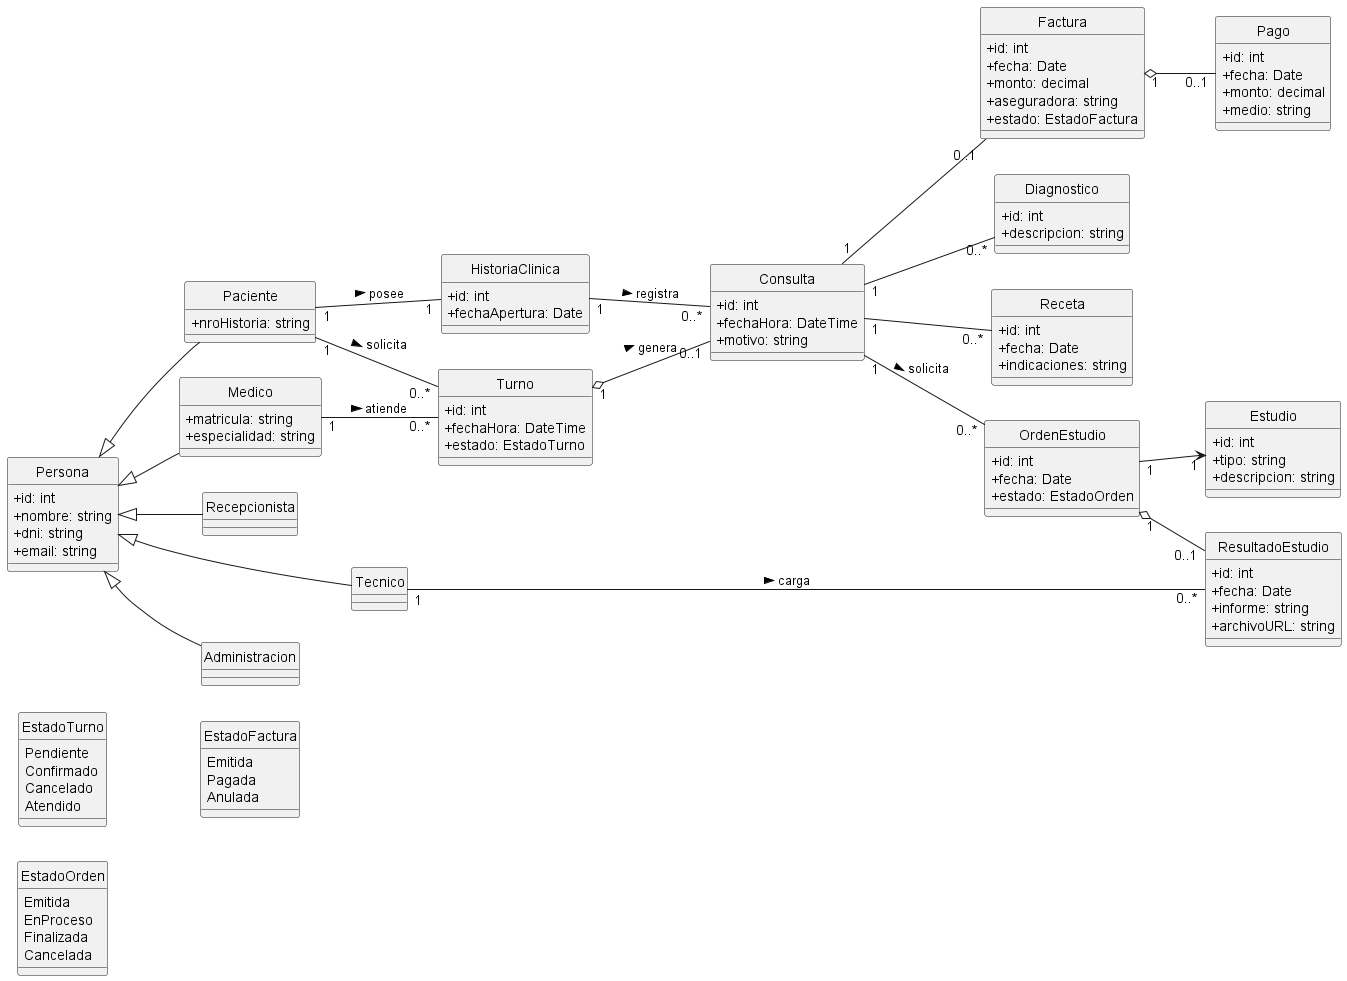 Factura
+id: int
+fecha: Date
+monto: decimal
+aseguradora: string
+estado: EstadoFactura
Pago
+id: int
+fecha: Date
+monto: decimal
+medio: string
1
0..1
0..1
1
Diagnostico
+id: int
+descripcion: string
0..*
1
HistoriaClinica
+id: int
+fechaApertura: Date
Consulta
+id: int
+fechaHora: DateTime
+motivo: string
Paciente
+nroHistoria: string
posee
1
1
registra
1
0..*
Receta
+id: int
+fecha: Date
+indicaciones: string
1
0..*
solicita
1
0..*
genera
1
0..1
Turno
+id: int
+fechaHora: DateTime
+estado: EstadoTurno
Medico
+matricula: string
+especialidad: string
atiende
1
0..*
solicita
1
0..*
OrdenEstudio
+id: int
+fecha: Date
+estado: EstadoOrden
Estudio
+id: int
+tipo: string
+descripcion: string
1
1
Persona
+id: int
+nombre: string
+dni: string
+email: string
Recepcionista
1
0..1
ResultadoEstudio
+id: int
+fecha: Date
+informe: string
+archivoURL: string
Tecnico
carga
1
0..*
Administracion
EstadoTurno
Pendiente
Confirmado
Cancelado
Atendido
EstadoFactura
Emitida
Pagada
Anulada
EstadoOrden
Emitida
EnProceso
Finalizada
Cancelada